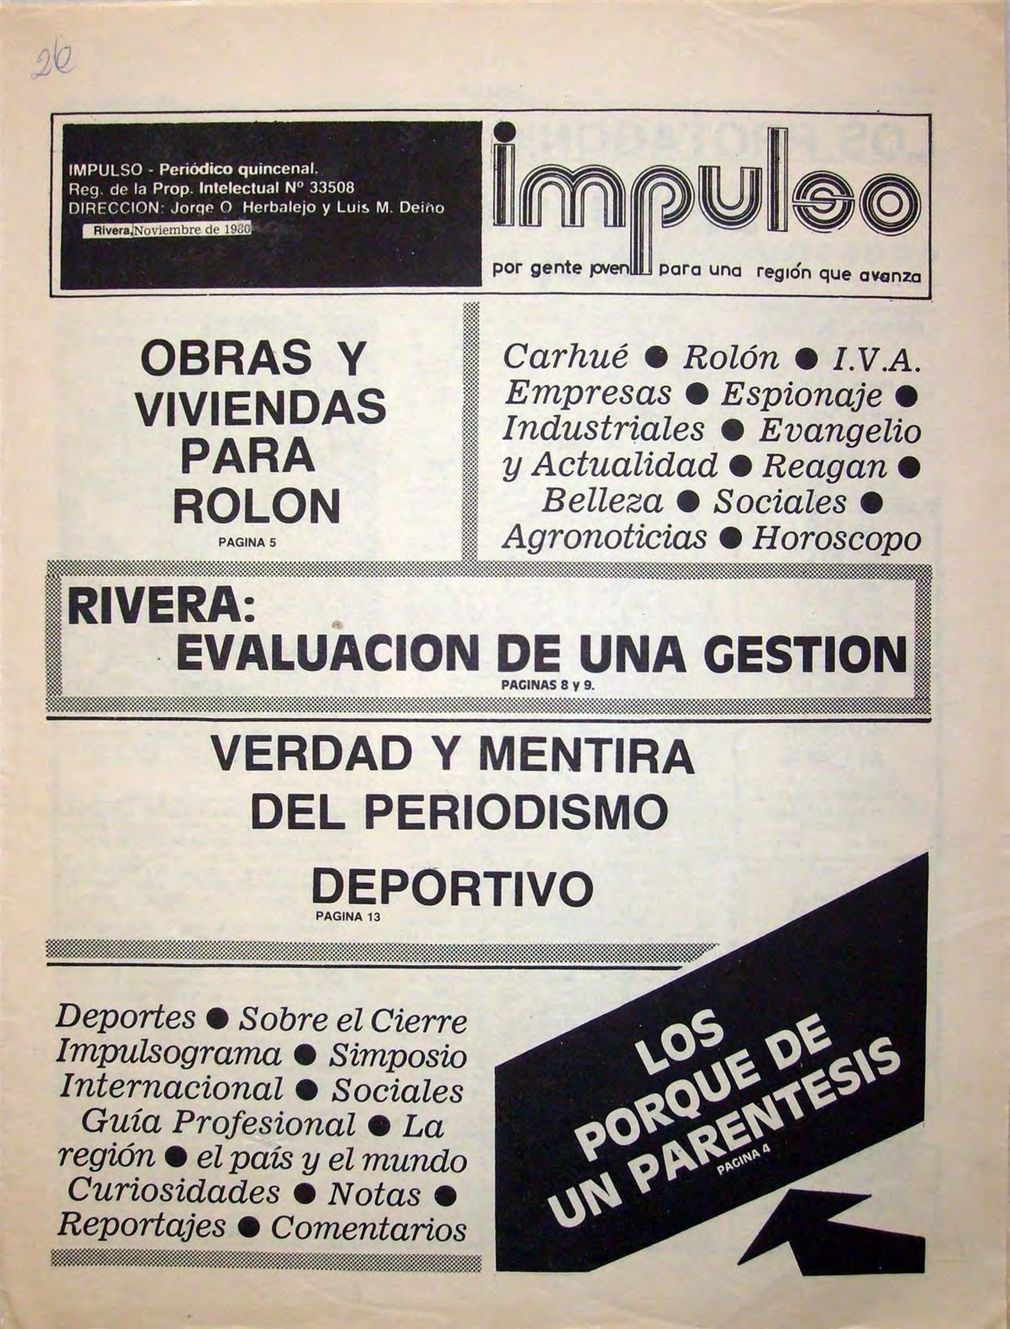 26
IMPULSO - Periódico quincenal.
Reg. de la Prop. Intelectual Nº 33508
DIRECCION: Jorge O. Herbalejo y Luis M. Deiño
Rivera, Noviembre de 1980
impulso
por gente joven para una región que avanza
OBRAS Y
VIVIENDAS
PARA
ROLON
PAGINA 5
Carhué ● Rolón ● I.V.A.
Empresas ● Espionaje ●
Industriales ● Evangelio
y Actualidad ● Reagan ●
Belleza ● Sociales ●
Agronoticias ● Horoscopo
RIVERA:
EVALUACION DE UNA GESTION
PAGINAS 8 y 9.
VERDAD Y MENTIRA
DEL PERIODISMO
DEPORTIVO
PAGINA 13
Deportes ● Sobre el Cierre
Impulsograma ● Simposio
Internacional ● Sociales
Guía Profesional ● La
región ● el país y el mundo
Curiosidades ● Notas ●
Reportajes ● Comentarios
LOS
PORQUE DE
UN PARENTESIS
PAGINA 4